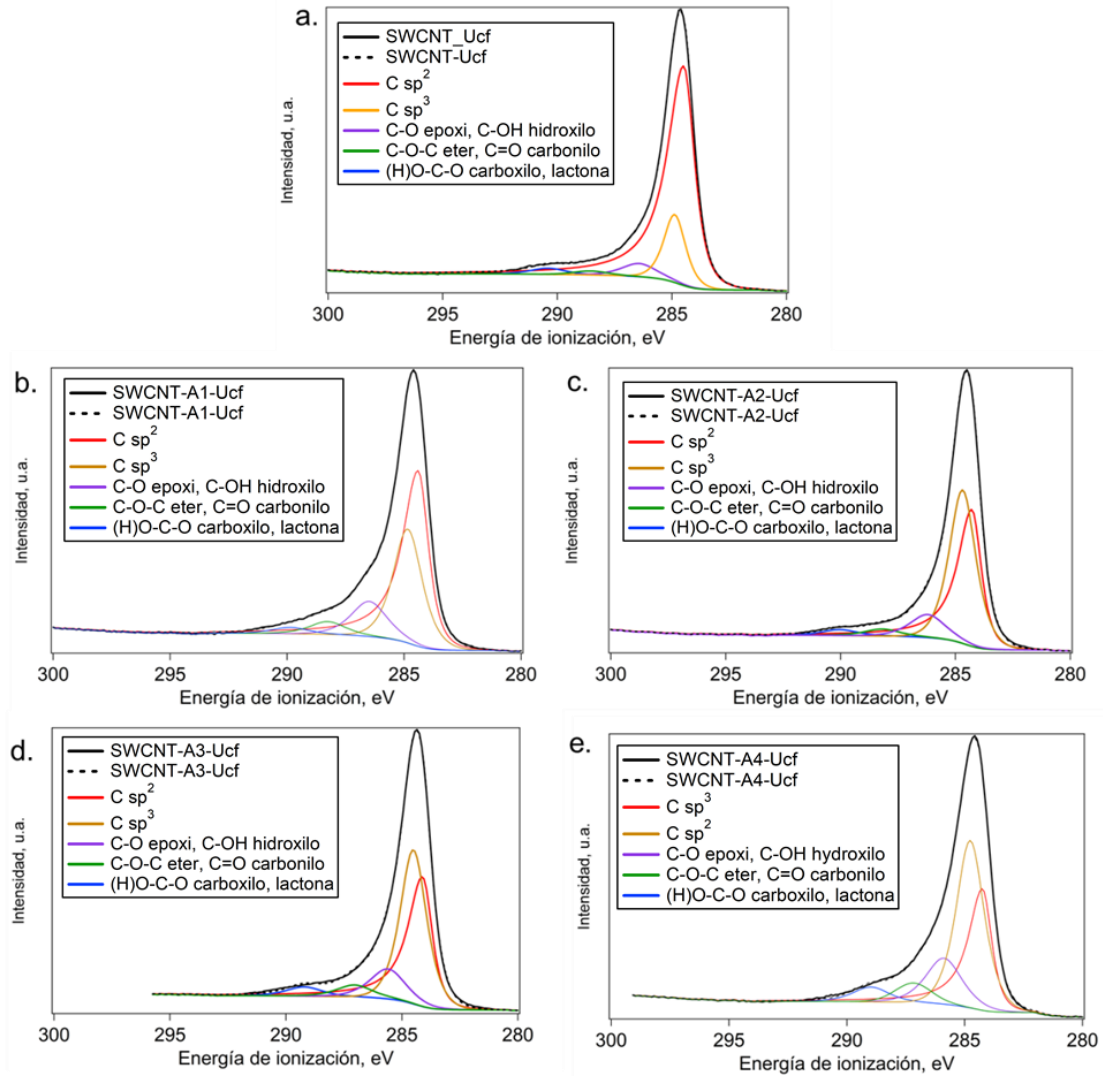 a.
SWCNT_Ucf
SWCNT-Ucf
C sp²
C sp³
C-O epoxi, C-OH hidroxilo
C-O-C eter, C=O carbonilo
(H)O-C-O carboxilo, lactona
Intensidad, u.a.
300 295 290 285 280
Energía de ionización, eV
b.
SWCNT-A1-Ucf
SWCNT-A1-Ucf
C sp²
C sp³
C-O epoxi, C-OH hidroxilo
C-O-C eter, C=O carbonilo
(H)O-C-O carboxilo, lactona
Intensidad, u.a.
300 295 290 285 280
Energía de ionización, eV
c.
SWCNT-A2-Ucf
SWCNT-A2-Ucf
C sp²
C sp³
C-O epoxi, C-OH hidroxilo
C-O-C eter, C=O carbonilo
(H)O-C-O carboxilo, lactona
Intensidad, u.a.
300 295 290 285 280
Energía de ionización, eV
d.
SWCNT-A3-Ucf
SWCNT-A3-Ucf
C sp²
C sp³
C-O epoxi, C-OH hidroxilo
C-O-C eter, C=O carbonilo
(H)O-C-O carboxilo, lactona
Intensidad, u.a.
300 295 290 285 280
Energía de ionización, eV
e.
SWCNT-A4-Ucf
SWCNT-A4-Ucf
C sp³
C sp²
C-O epoxi, C-OH hydroxilo
C-O-C eter, C=O carbonilo
(H)O-C-O carboxilo, lactona
Intensidad, u.a.
300 295 290 285 280
Energía de ionización, eV